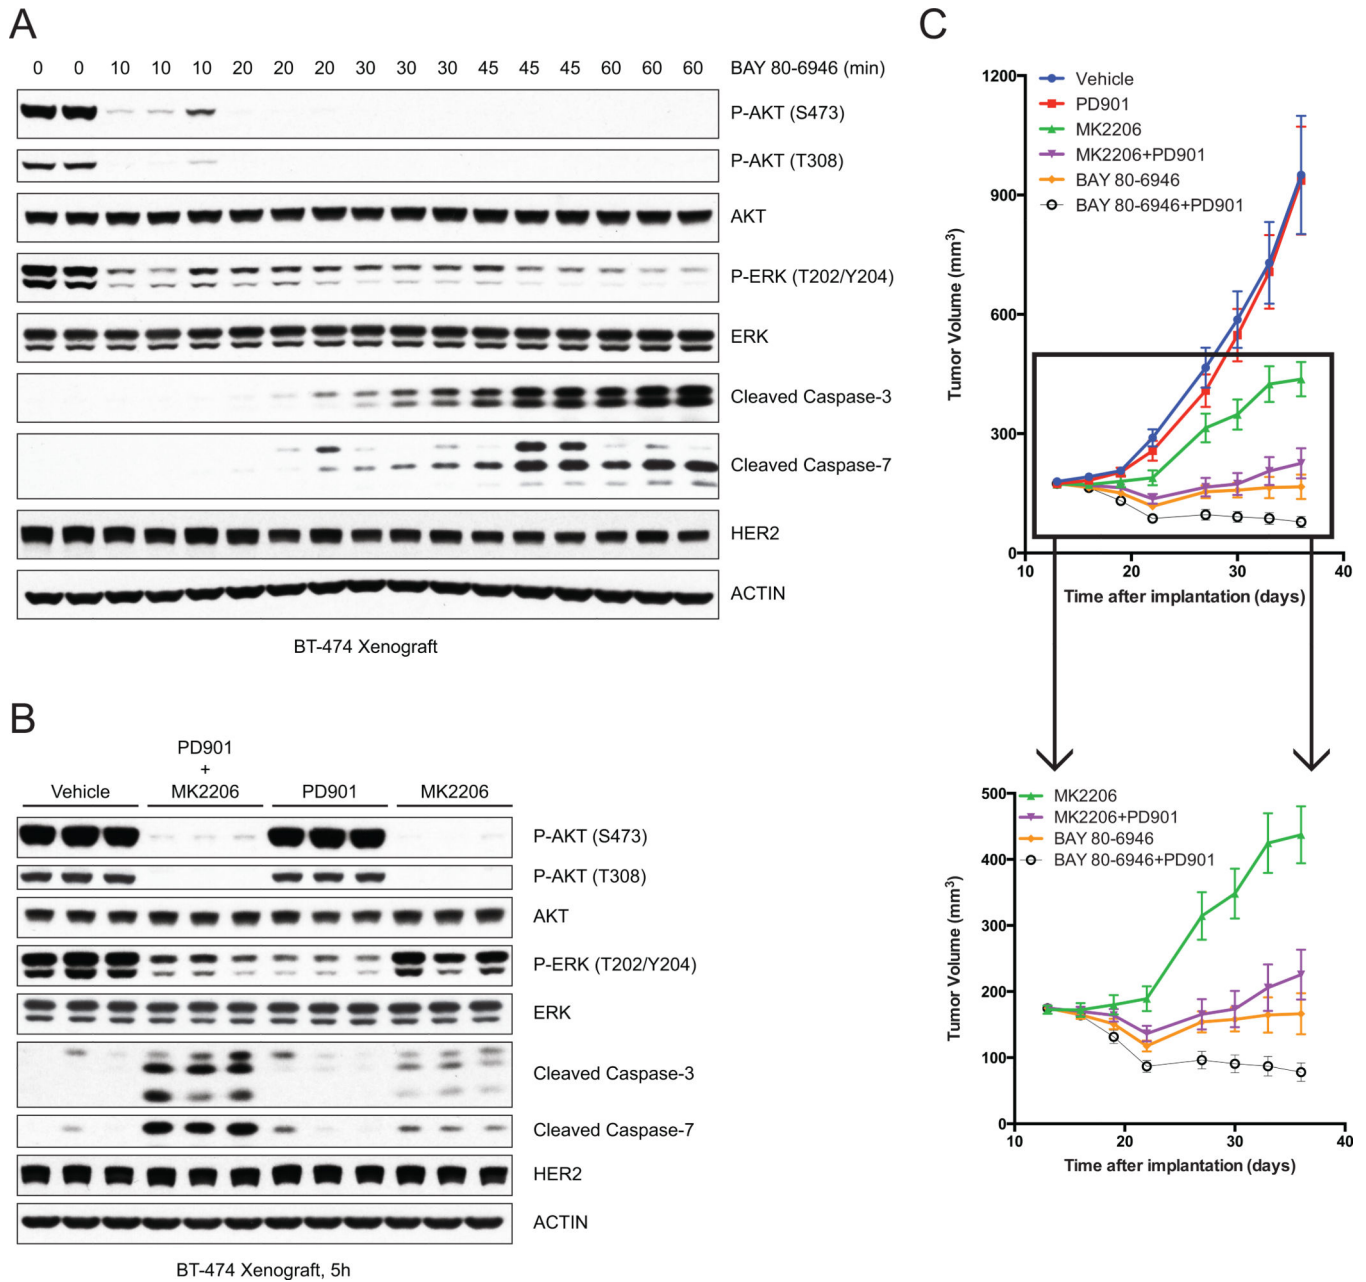 A
0 0 10 10 10 20 20 20 30 30 30 45 45 45 60 60 60 BAY 80-6946 (min)
P-AKT (S473)
P-AKT (T308)
AKT
P-ERK (T202/Y204)
ERK
Cleaved Caspase-3
Cleaved Caspase-7
HER2
ACTIN
BT-474 Xenograft
B
PD901
+
Vehicle MK2206 PD901 MK2206
P-AKT (S473)
P-AKT (T308)
AKT
P-ERK (T202/Y204)
ERK
Cleaved Caspase-3
Cleaved Caspase-7
HER2
ACTIN
BT-474 Xenograft, 5h
C
Vehicle
PD901
MK2206
MK2206+PD901
BAY 80-6946
BAY 80-6946+PD901
Tumor Volume (mm³)
1200
900
600
300
0
10 20 30 40
Time after implantation (days)
MK2206
MK2206+PD901
BAY 80-6946
BAY 80-6946+PD901
Tumor Volume (mm³)
500
400
300
200
100
0
10 20 30 40
Time after implantation (days)